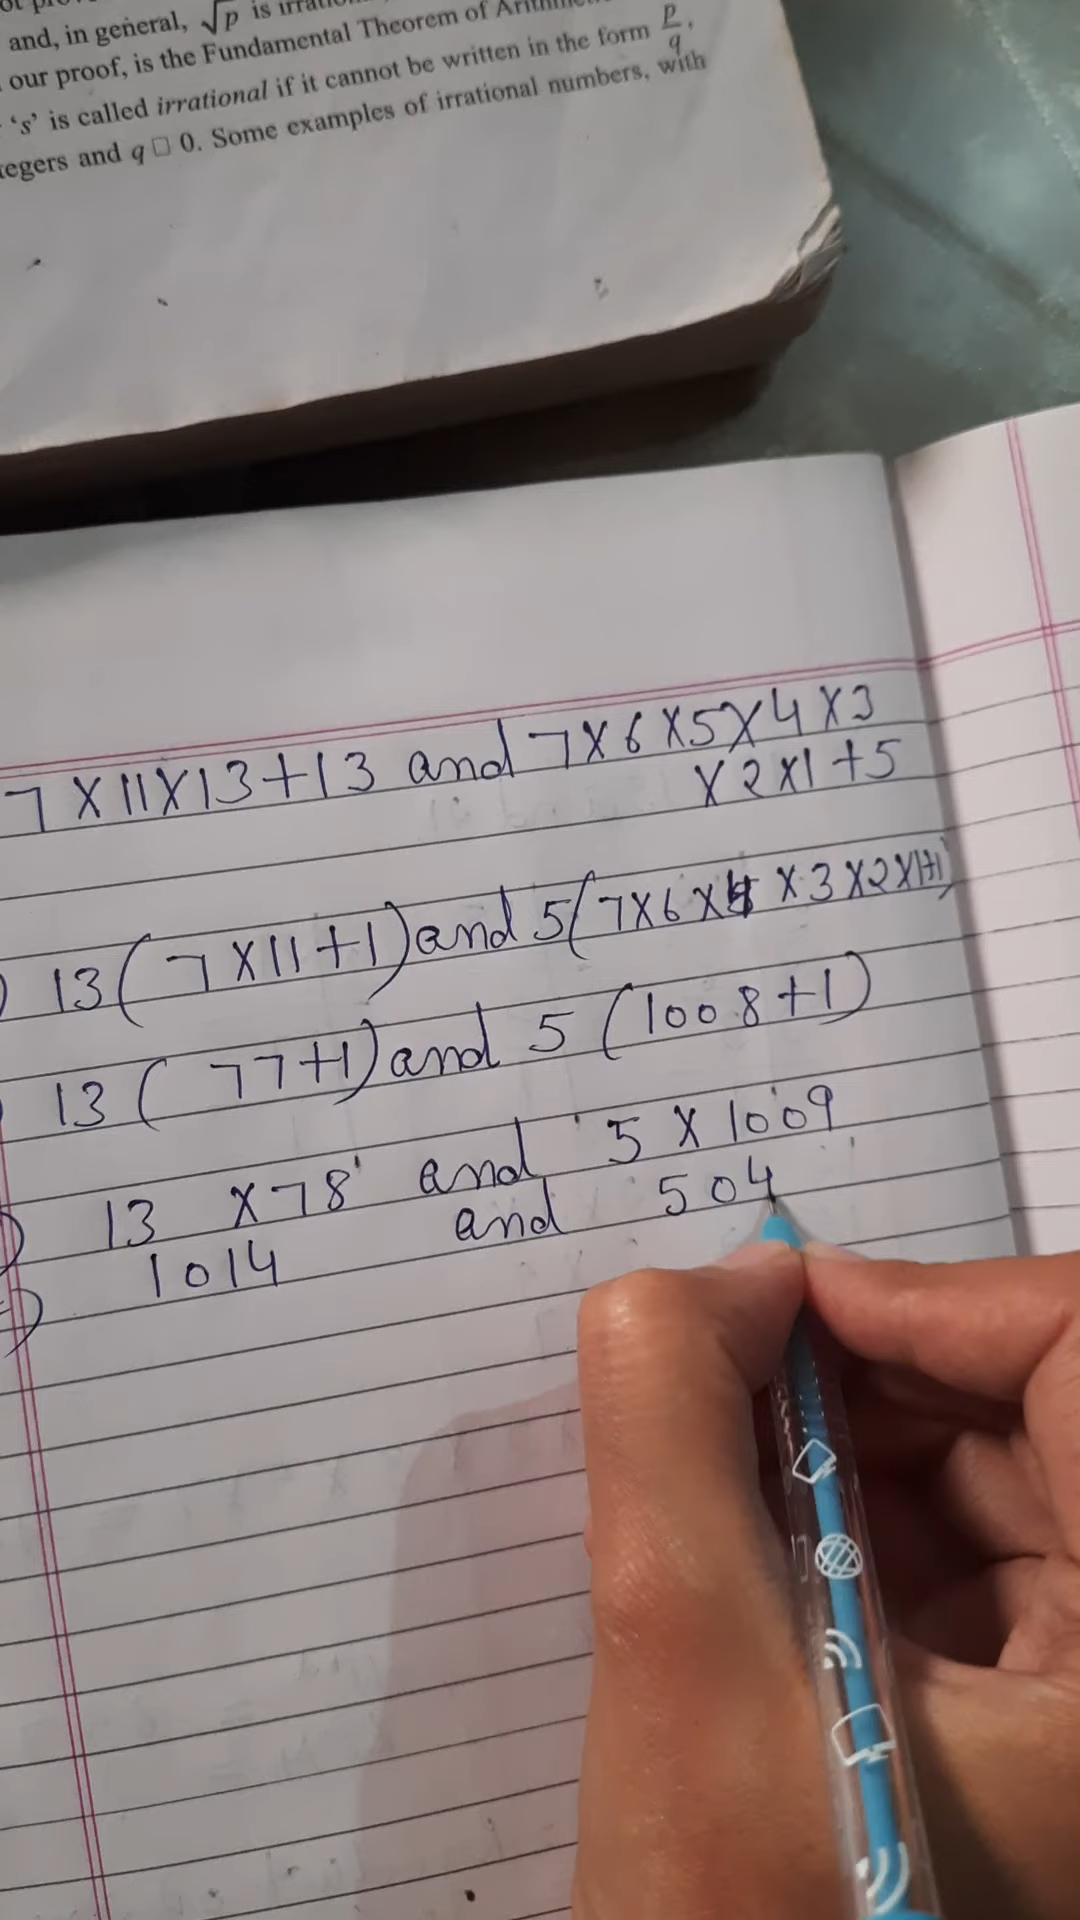 and, in general, √p is
our proof, is the Fundamental Theorem of
's' is called irrational if it cannot be written in the form p/q,
and q □ 0. Some examples of irrational numbers, with
7 X 11 X 13 + 13 and 7 X 6 X 5 X 4 X 3
X 2 X 1 + 5
13 ( 7 X 11 + 1 ) and 5 ( 7 X 6 X 4 X 3 X 2 X 1 + 1 )
13 ( 77 + 1 ) and 5 ( 1008 + 1 )
13 X 78 and 5 X 1009
1014 and 504